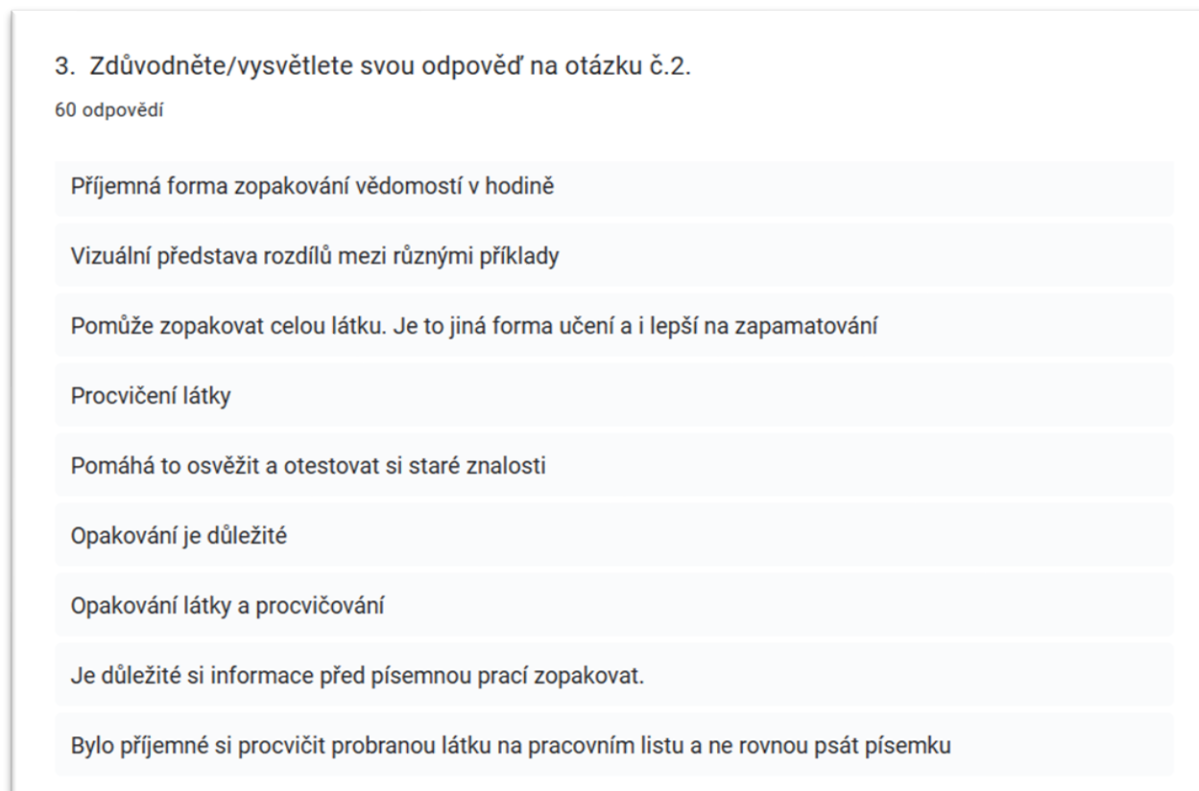 3. Zdůvodněte/vysvětlete svou odpověď na otázku č.2.
60 odpovědí
Příjemná forma zopakování vědomostí v hodině
Vizuální představa rozdílů mezi různými příklady
Pomůže zopakovat celou látku. Je to jiná forma učení a i lepší na zapamatování
Procvičení látky
Pomáhá to osvěžit a otestovat si staré znalosti
Opakování je důležité
Opakování látky a procvičování
Je důležité si informace před písemnou prací zopakovat.
Bylo příjemné si procvičit probranou látku na pracovním listu a ne rovnou psát písemku